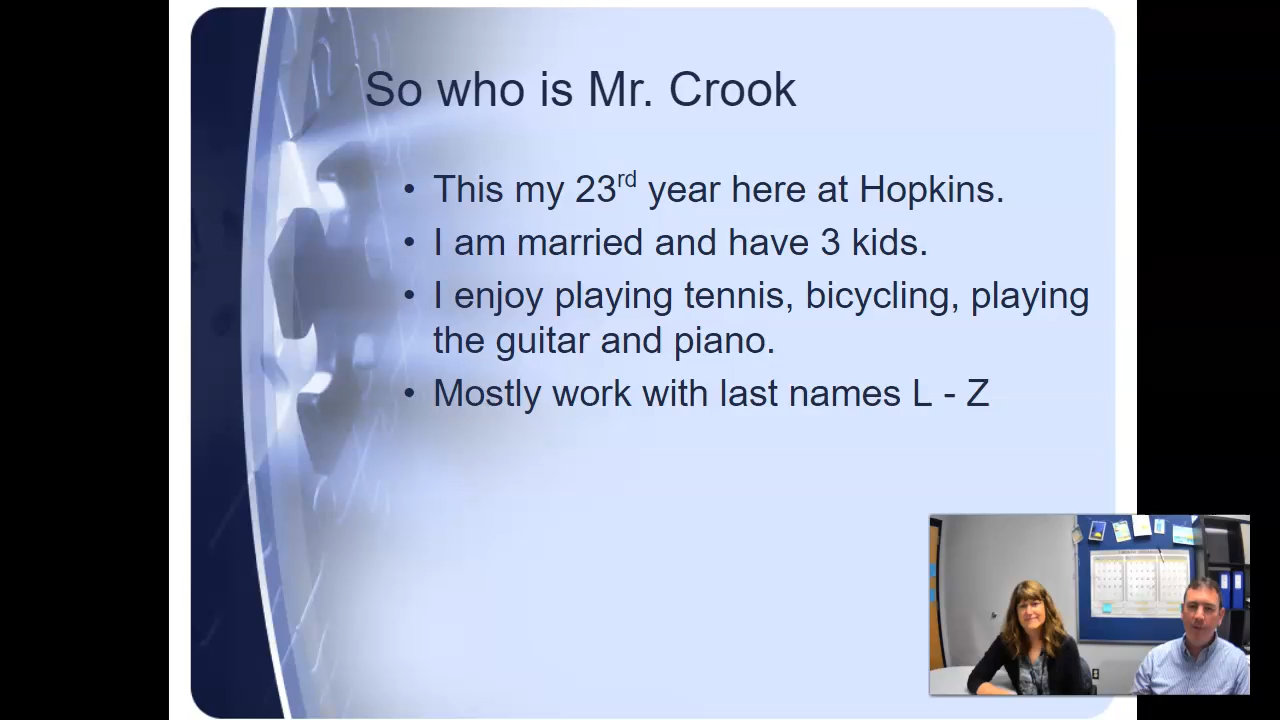 So who is Mr. Crook
• This my 23rd year here at Hopkins.
• I am married and have 3 kids.
• I enjoy playing tennis, bicycling, playing
the guitar and piano.
• Mostly work with last names L - Z